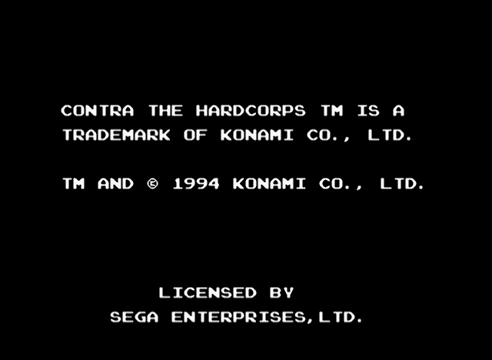 CONTRA THE HARDCORPS TM IS A
TRADEMARK OF KONAMI CO., LTD.
TM AND © 1994 KONAMI CO., LTD.
LICENSED BY
SEGA ENTERPRISES,LTD.